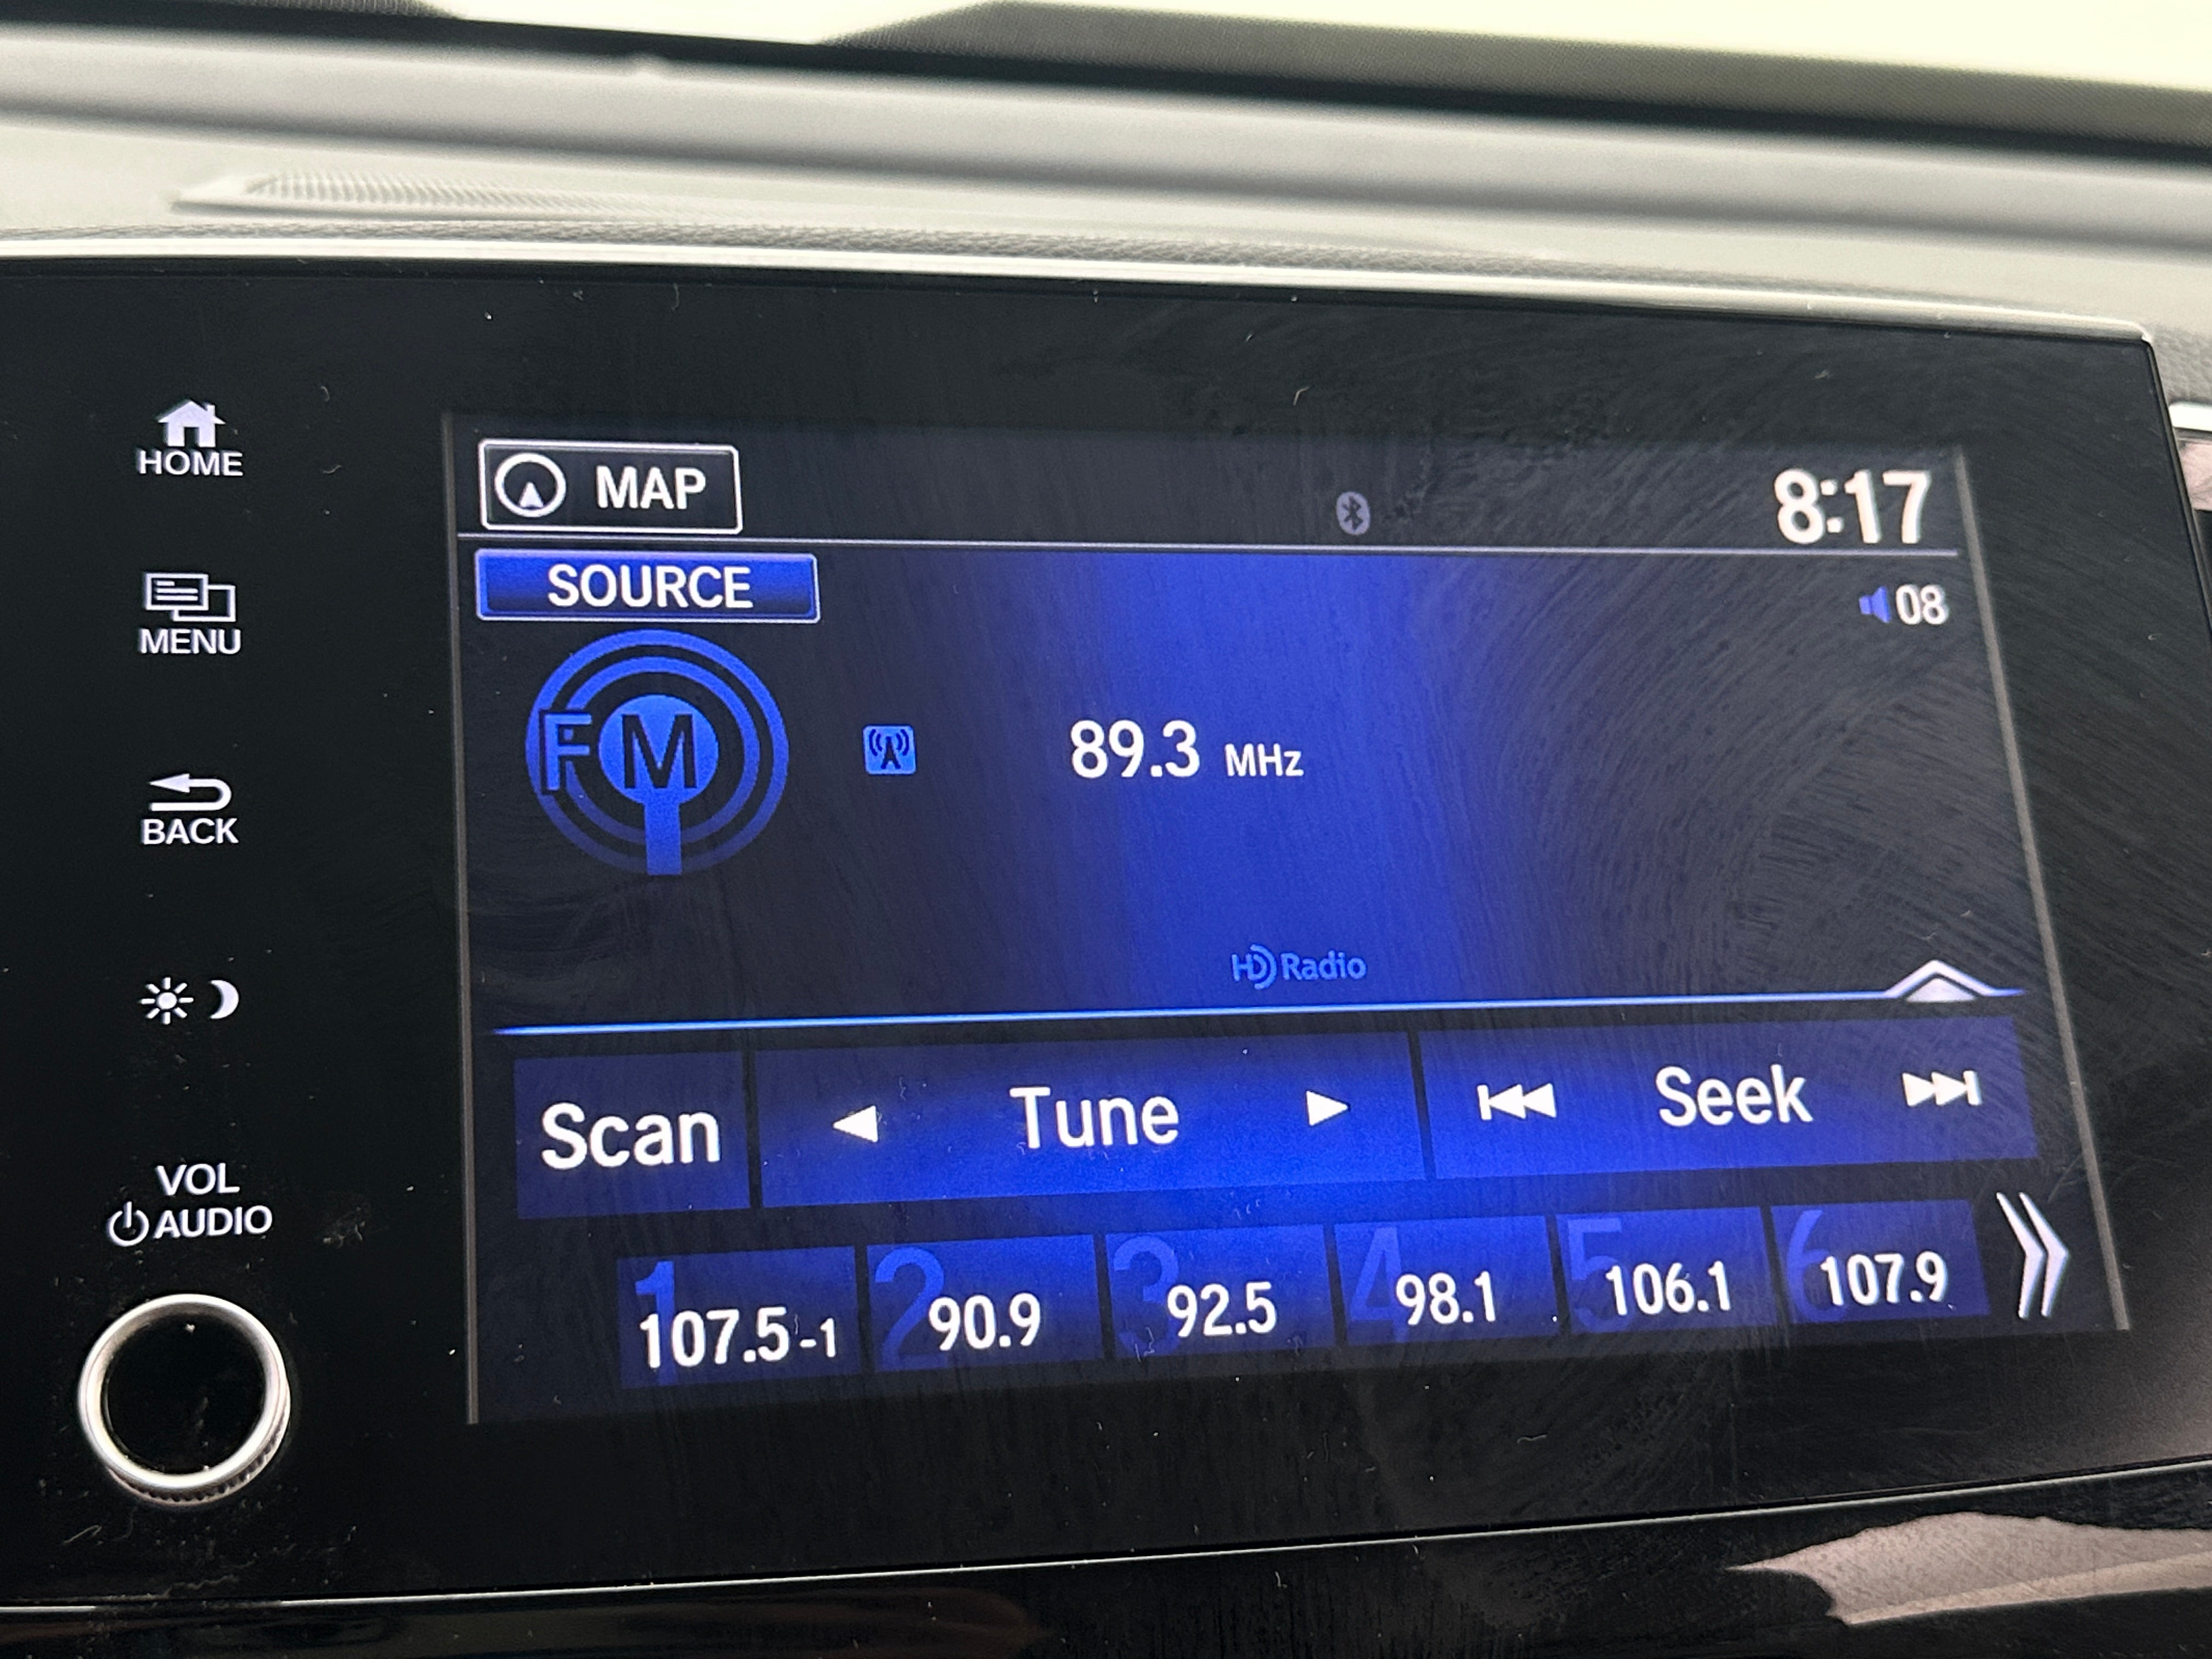 HOME
MENU
BACK
VOL
AUDIO
MAP
8:17
SOURCE
08
FM
89.3 MHz
HD Radio
Scan
Tune
Seek
1
107.5-1
2
90.9
3
92.5
4
98.1
5
106.1
6
107.9